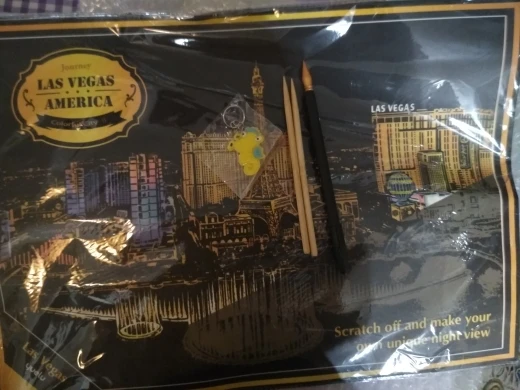 Journey
LAS VEGAS
AMERICA
LAS VEGAS
Scratch off and make your
own unique night view